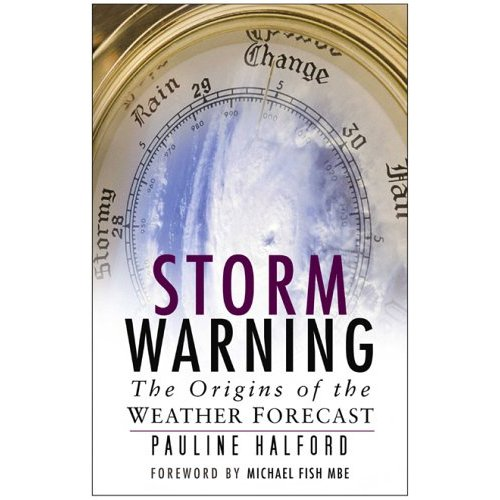 Change
Rain 29
30
Fair
Stormy
28
STORM
WARNING
The Origins of the
WEATHER FORECAST
PAULINE HALFORD
FOREWORD BY MICHAEL FISH MBE